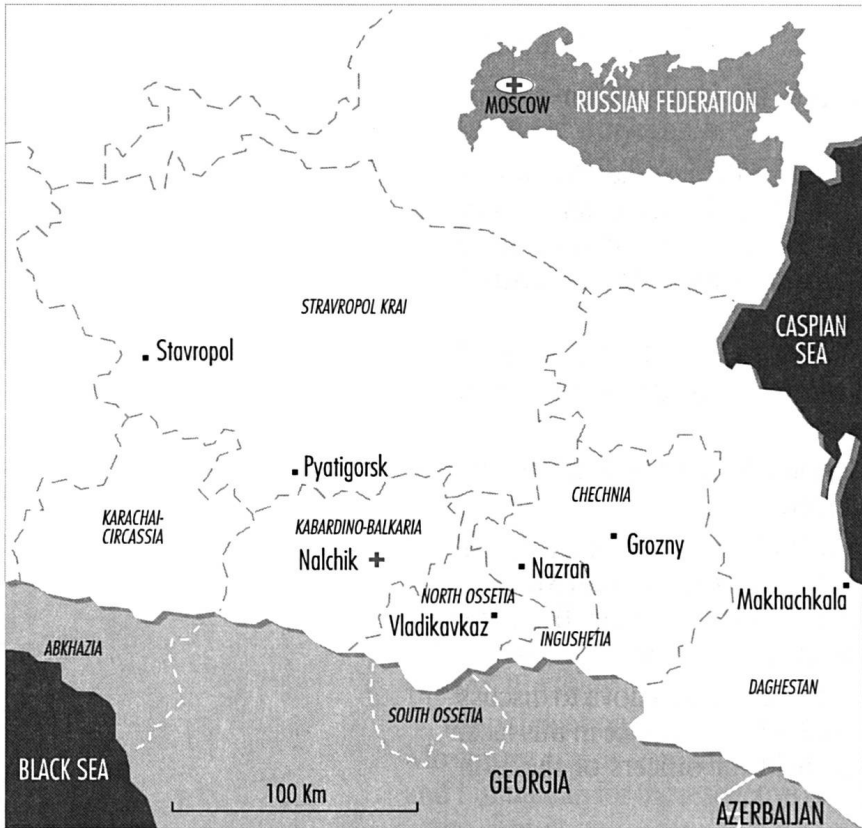 MOSCOW
RUSSIAN FEDERATION
STRAVROPOL KRAI
CASPIAN
SEA
Stavropol
Pyatigorsk
CHECHNIA
KARACHAI-
CIRCASSIA
KABARDINO-BALKARIA
Grozny
Nalchik
Nazran
NORTH OSSETIA
Makhachkala
Vladikavkaz
INGUSHETIA
ABKHAZIA
DAGHESTAN
SOUTH OSSETIA
BLACK SEA
100 Km
GEORGIA
AZERBAIJAN